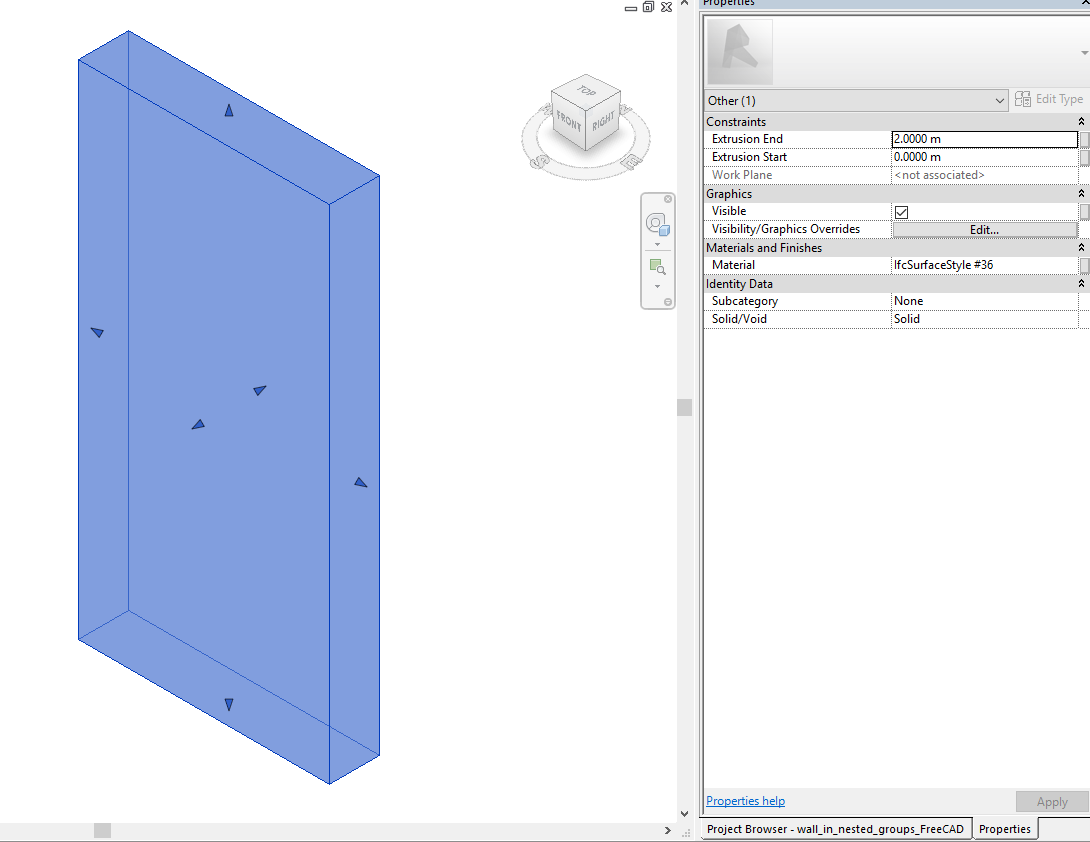 Properties
TOP
FRONT
RIGHT
Other (1)
Edit Type
Constraints
Extrusion End 2.0000 m
Extrusion Start 0.0000 m
Work Plane <not associated>
Graphics
Visible
Visibility/Graphics Overrides Edit...
Materials and Finishes
Material IfcSurfaceStyle #36
Identity Data
Subcategory None
Solid/Void Solid
Properties help
Apply
Project Browser - wall_in_nested_groups_FreeCAD
Properties